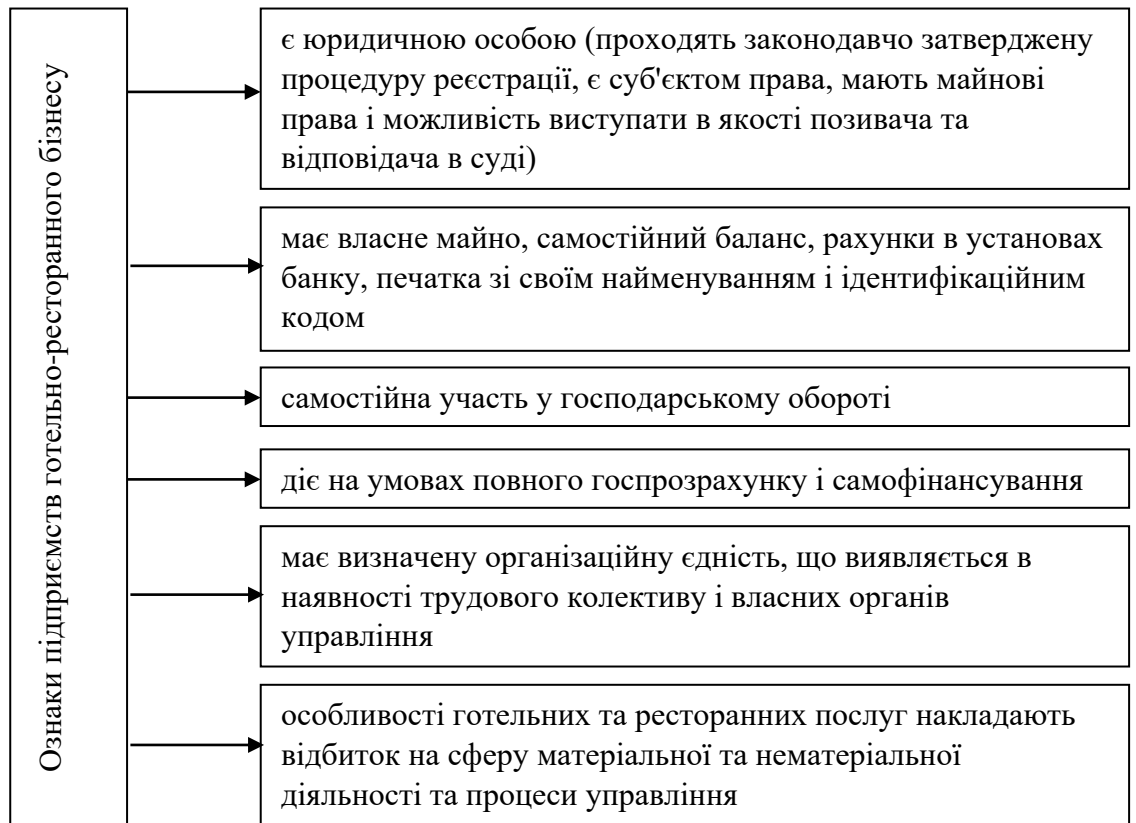 Ознаки підприємств готельно-ресторанного бізнесу
є юридичною особою (проходять законодавчо затверджену
процедуру реєстрації, є суб'єктом права, мають майнові
права і можливість виступати в якості позивача та
відповідача в суді)
має власне майно, самостійний баланс, рахунки в установах
банку, печатка зі своїм найменуванням і ідентифікаційним
кодом
самостійна участь у господарському обороті
діє на умовах повного госпрозрахунку і самофінансування
має визначену організаційну єдність, що виявляється в
наявності трудового колективу і власних органів
управління
особливості готельних та ресторанних послуг накладають
відбиток на сферу матеріальної та нематеріальної
діяльності та процеси управління